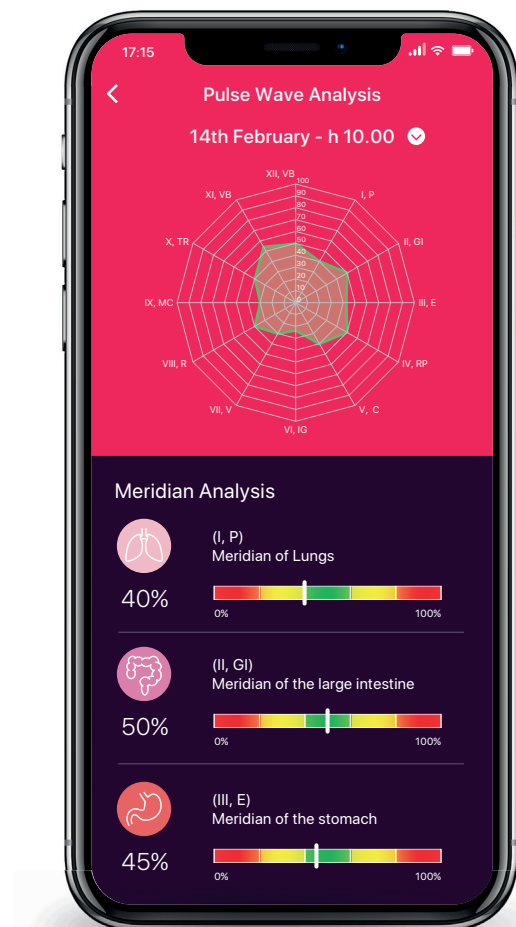 17:15
Pulse Wave Analysis
14th February - h 10.00
XII, VB
100
90
80
70
60
50
40
30
20
10
0
I, P
II, GI
III, E
IV, RP
V, C
VI, IG
VII, V
VIII, R
IX, MC
X, TR
XI, VB
Meridian Analysis
(I, P)
Meridian of Lungs
40%
0% 100%
(II, GI)
Meridian of the large intestine
50%
0% 100%
(III, E)
Meridian of the stomach
45%
0% 100%